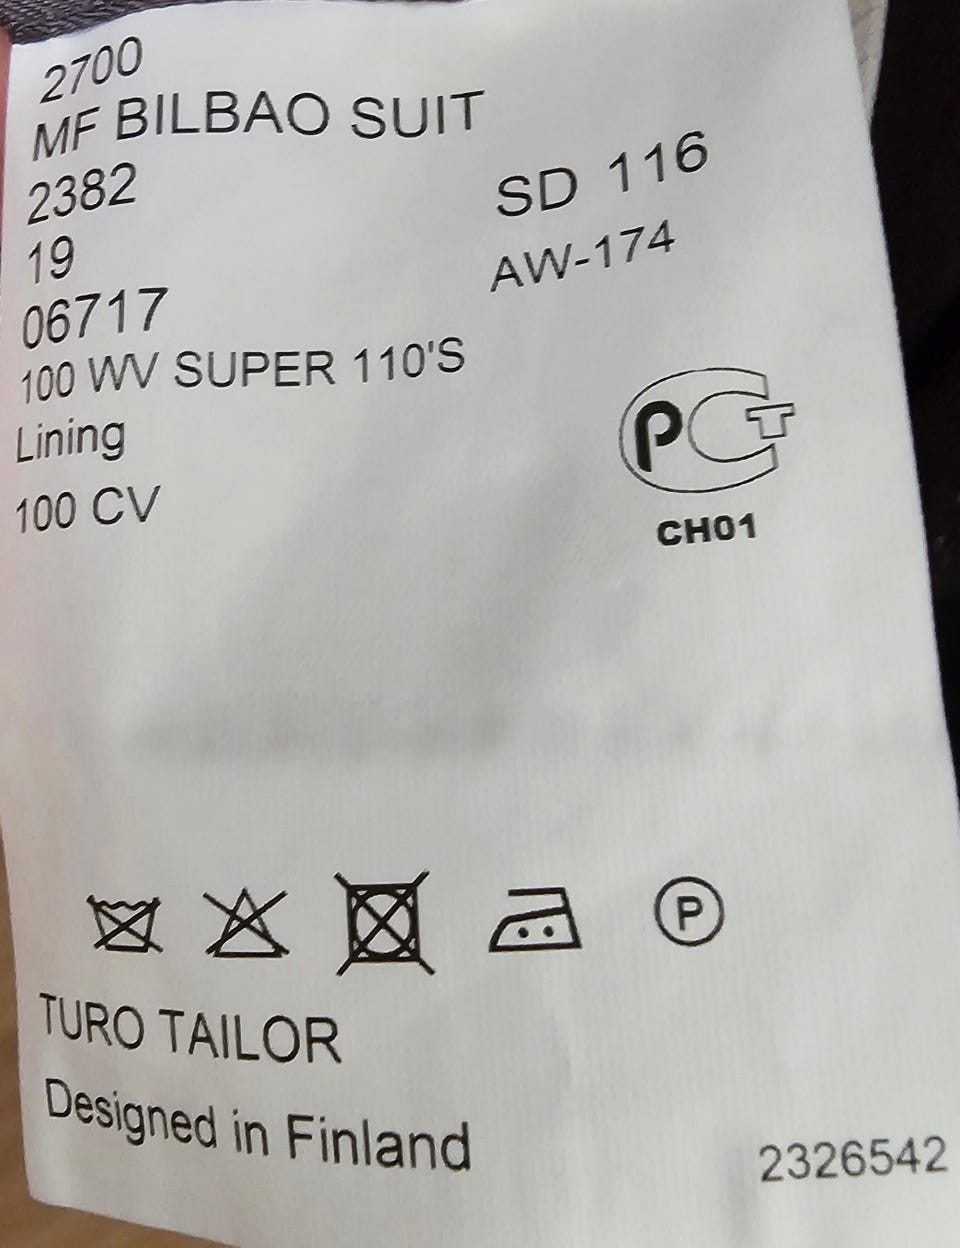 2700
MF BILBAO SUIT
2382
SD 116
19
AW-174
06717
100 WV SUPER 110'S
Lining
100 CV
PCT
CH01
P
TURO TAILOR
Designed in Finland
2326542